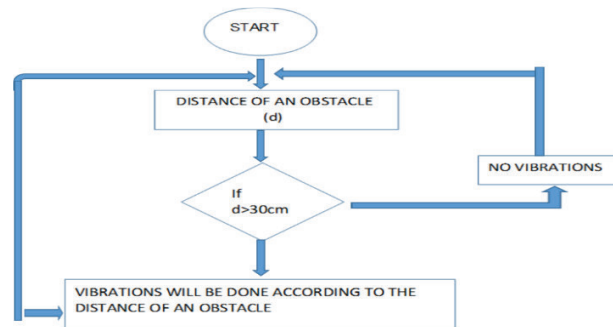 START
DISTANCE OF AN OBSTACLE
(d)
If
d>30cm
NO VIBRATIONS
VIBRATIONS WILL BE DONE ACCORDING TO THE
DISTANCE OF AN OBSTACLE